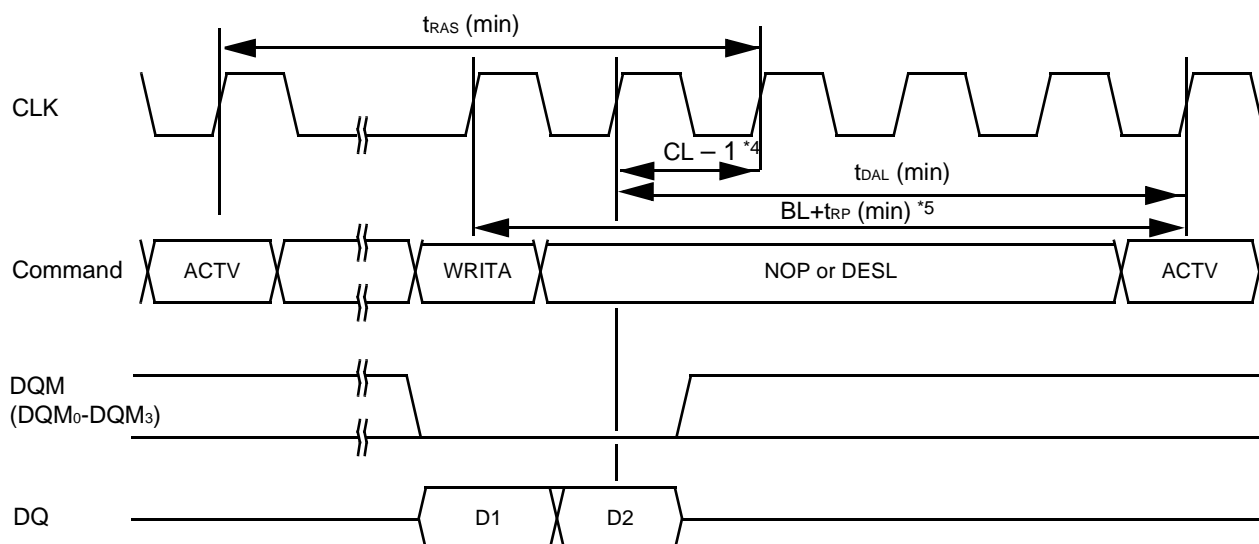 tRAS (min)
CLK
CL – 1 *4
tDAL (min)
BL+tRP (min) *5
Command ACTV WRITA NOP or DESL ACTV
DQM
(DQM0-DQM3)
DQ D1 D2